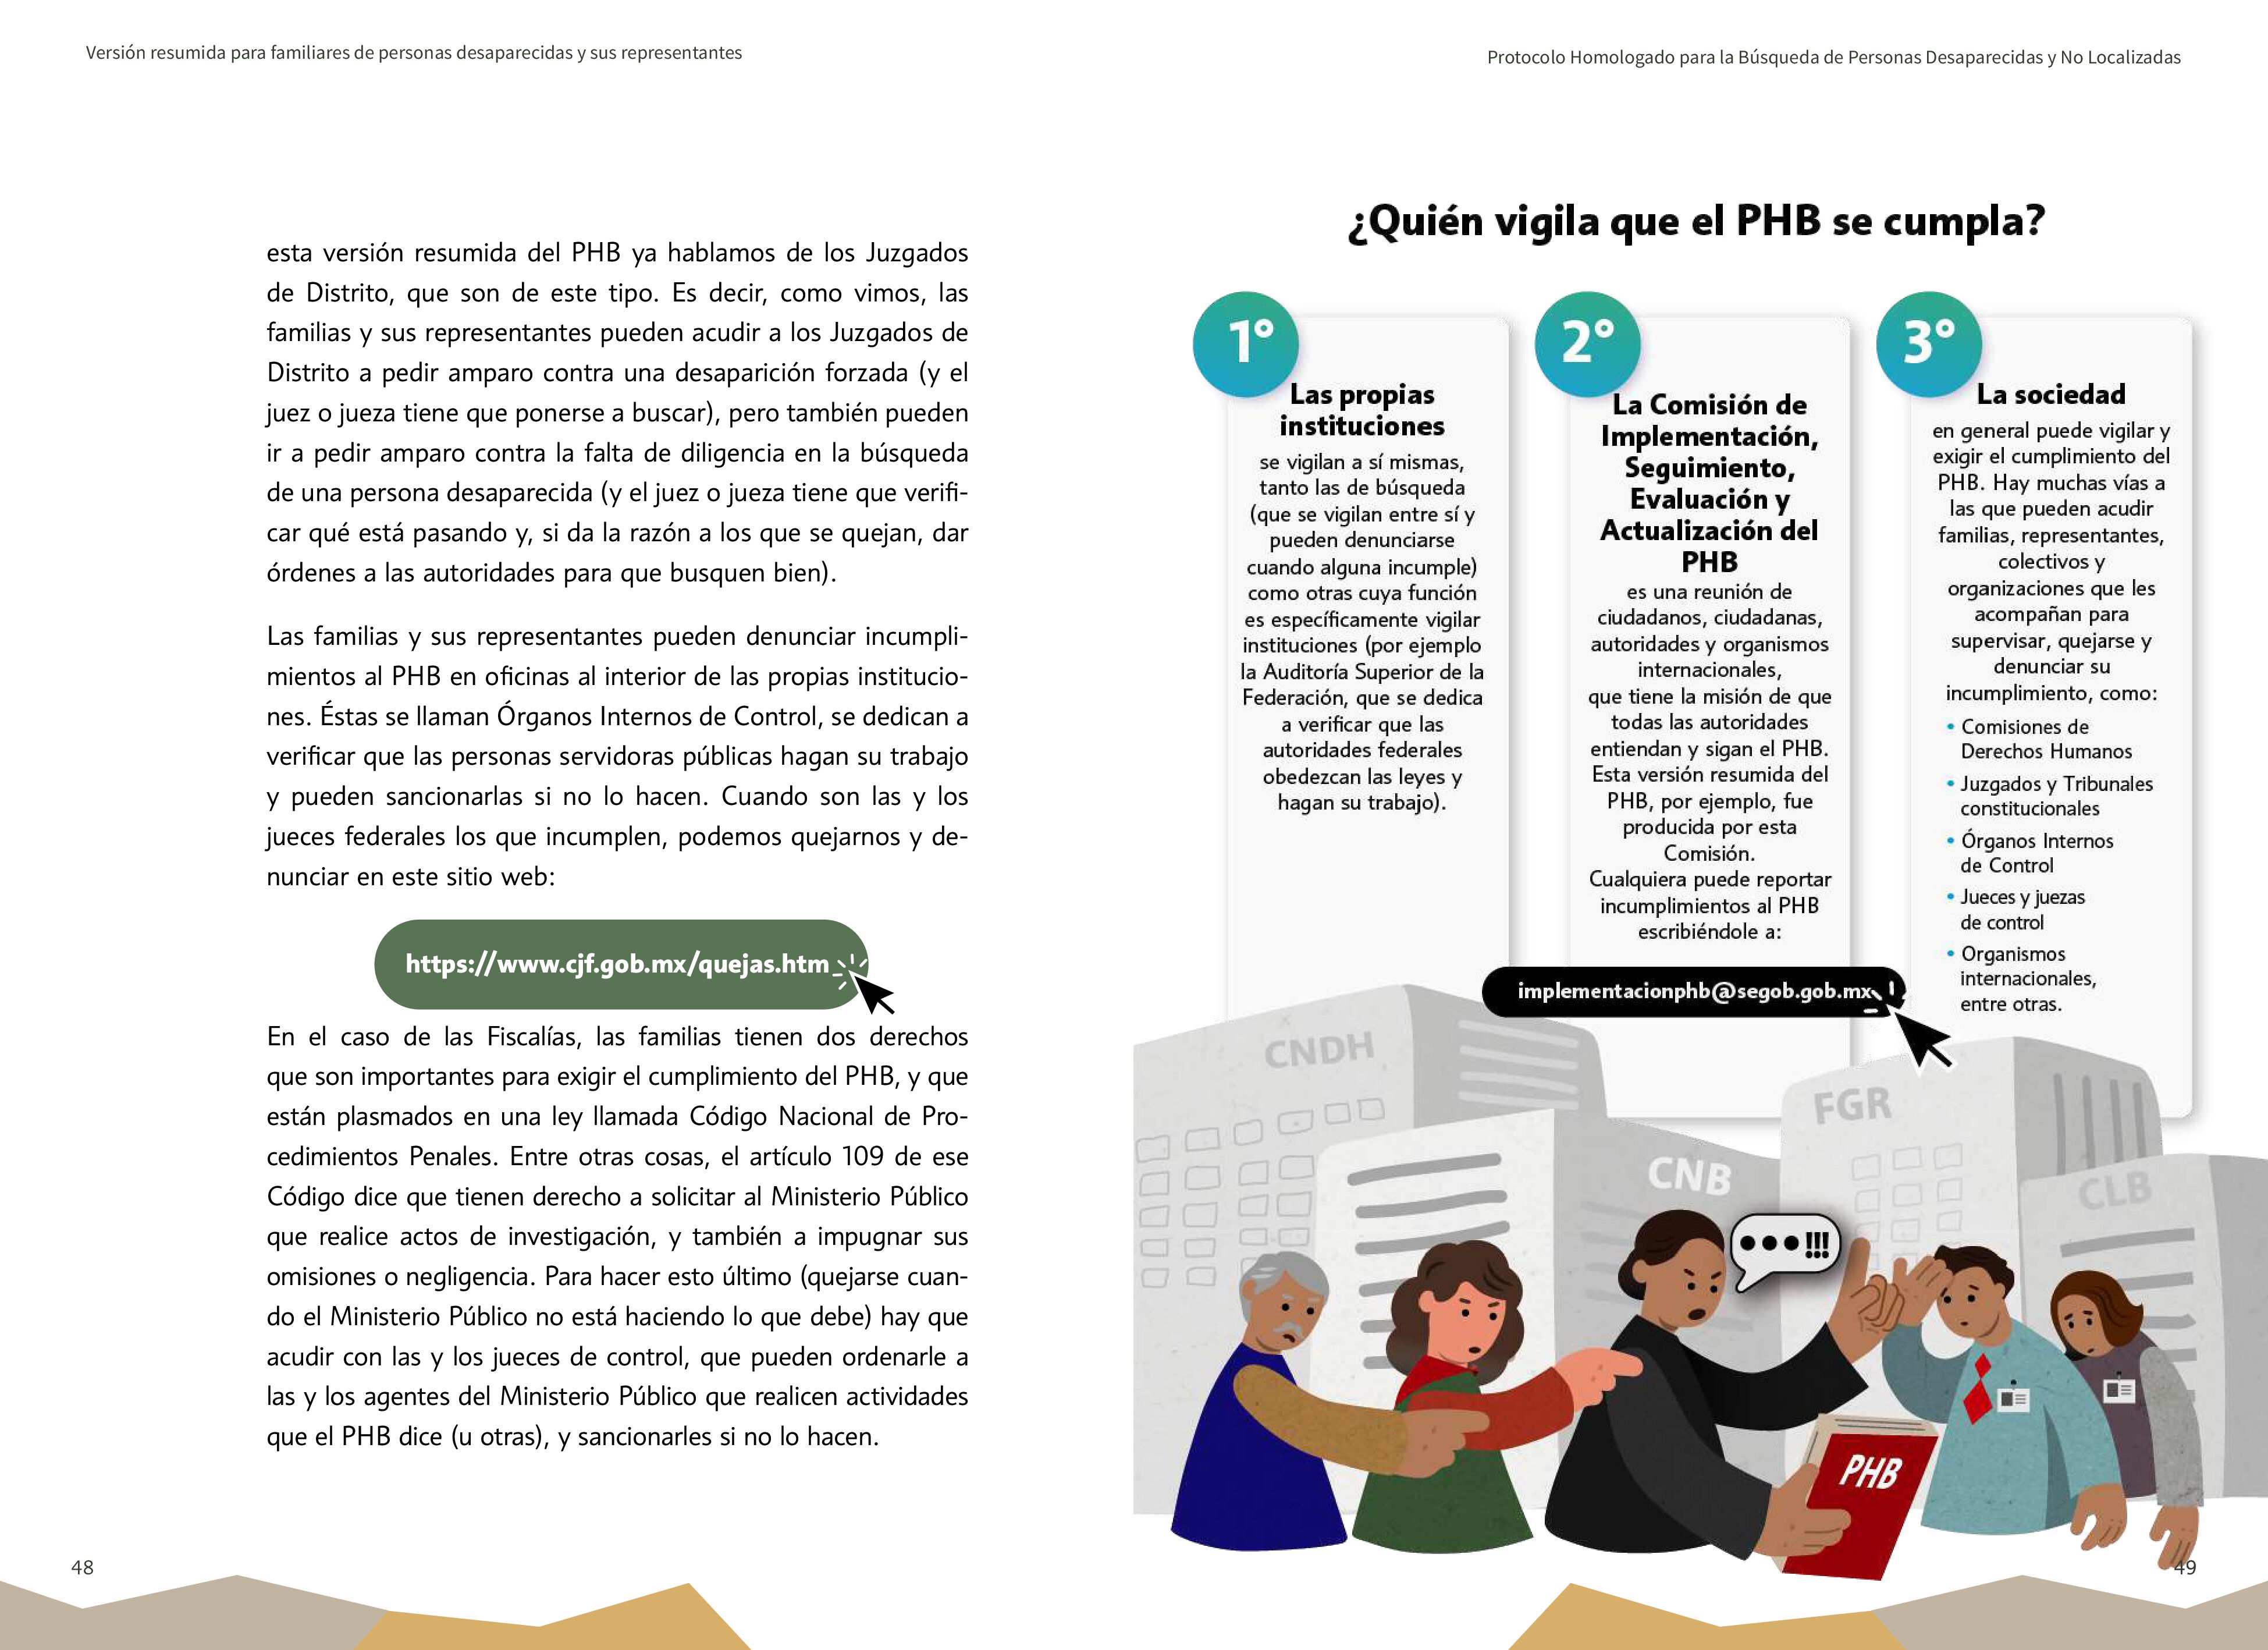 Versión resumida para familiares de personas desaparecidas y sus representantes
esta versión resumida del PHB ya hablamos de los Juzgados
de Distrito, que son de este tipo. Es decir, como vimos, las
familias y sus representantes pueden acudir a los Juzgados de
Distrito a pedir amparo contra una desaparición forzada (y el
juez o jueza tiene que ponerse a buscar), pero también pueden
ir a pedir amparo contra la falta de diligencia en la búsqueda
de una persona desaparecida (y el juez o jueza tiene que verifi-
car qué está pasando y, si da la razón a los que se quejan, dar
órdenes a las autoridades para que busquen bien).
Las familias y sus representantes pueden denunciar incumpli-
mientos al PHB en oficinas al interior de las propias institucio-
nes. Éstas se llaman Órganos Internos de Control, se dedican a
verificar que las personas servidoras públicas hagan su trabajo
y pueden sancionarlas si no lo hacen. Cuando son las y los
jueces federales los que incumplen, podemos quejarnos y de-
nunciar en este sitio web:
https://www.cjf.gob.mx/quejas.htm
En el caso de las Fiscalías, las familias tienen dos derechos
que son importantes para exigir el cumplimiento del PHB, y que
están plasmados en una ley llamada Código Nacional de Pro-
cedimientos Penales. Entre otras cosas, el artículo 109 de ese
Código dice que tienen derecho a solicitar al Ministerio Público
que realice actos de investigación, y también a impugnar sus
omisiones o negligencia. Para hacer esto último (quejarse cuan-
do el Ministerio Público no está haciendo lo que debe) hay que
acudir con las y los jueces de control, que pueden ordenarle a
las y los agentes del Ministerio Público que realicen actividades
que el PHB dice (u otras), y sancionarles si no lo hacen.
48
Protocolo Homologado para la Búsqueda de Personas Desaparecidas y No Localizadas
¿Quién vigila que el PHB se cumpla?
1°
Las propias
instituciones
se vigilan a sí mismas,
tanto las de búsqueda
(que se vigilan entre sí y
pueden denunciarse
cuando alguna incumple)
como otras cuya función
es específicamente vigilar
instituciones (por ejemplo
la Auditoría Superior de la
Federación, que se dedica
a verificar que las
autoridades federales
obedezcan las leyes y
hagan su trabajo).
2°
La Comisión de
Implementación,
Seguimiento,
Evaluación y
Actualización del
PHB
es una reunión de
ciudadanos, ciudadanas,
autoridades y organismos
internacionales,
que tiene la misión de que
todas las autoridades
entiendan y sigan el PHB.
Esta versión resumida del
PHB, por ejemplo, fue
producida por esta
Comisión.
Cualquiera puede reportar
incumplimientos al PHB
escribiéndole a:
implementacionphb@segob.gob.mx
3°
La sociedad
en general puede vigilar y
exigir el cumplimiento del
PHB. Hay muchas vías a
las que pueden acudir
familias, representantes,
colectivos y
organizaciones que les
acompañan para
supervisar, quejarse y
denunciar su
incumplimiento, como:
• Comisiones de
Derechos Humanos
• Juzgados y Tribunales
constitucionales
• Órganos Internos
de Control
• Jueces y juezas
de control
• Organismos
internacionales,
entre otras.
CNDH
FGR
CNB
CLB
•••!!!
PHB
49